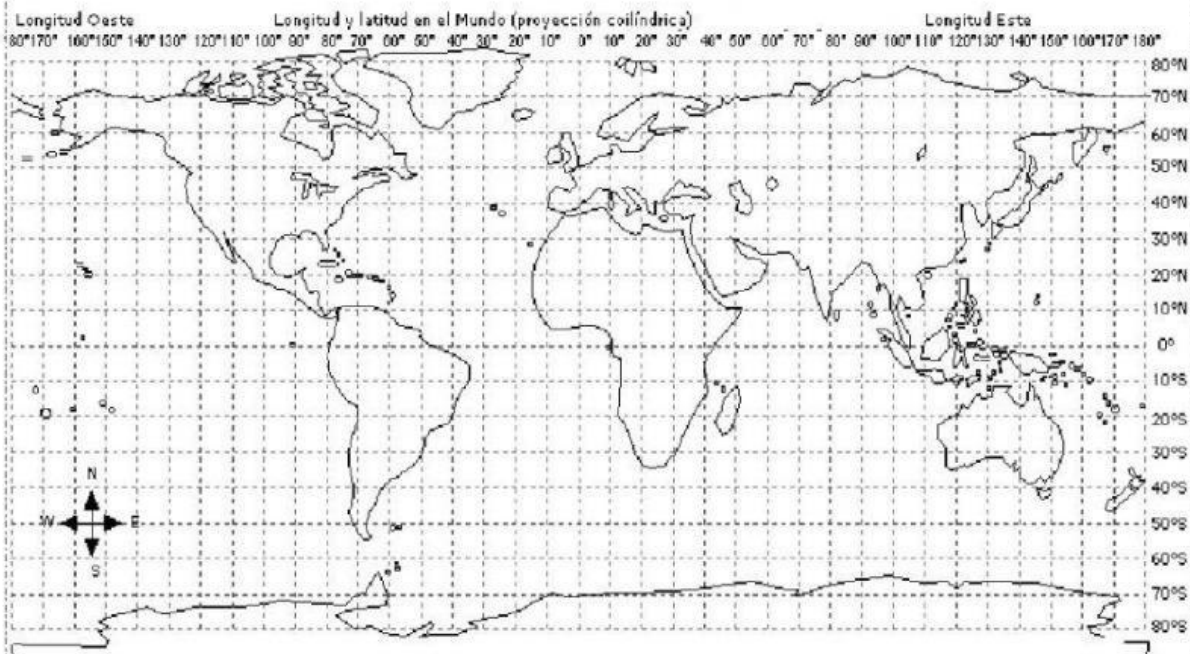 Longitud Oeste Longitud y latitud en el Mundo (proyección coilíndrica) Longitud Este
180° 170° 160° 150° 140° 130° 120° 110° 100° 90° 80° 70° 60° 50° 40° 30° 20° 10° 0° 10° 20° 30° 40° 50° 60° 70° 80° 90° 100° 110° 120° 130° 140° 150° 160° 170° 180°
80°N
70°N
60°N
50°N
40°N
30°N
20°N
10°N
0°
10°S
20°S
30°S
N
40°S
W E 50°S
S
60°S
70°S
80°S